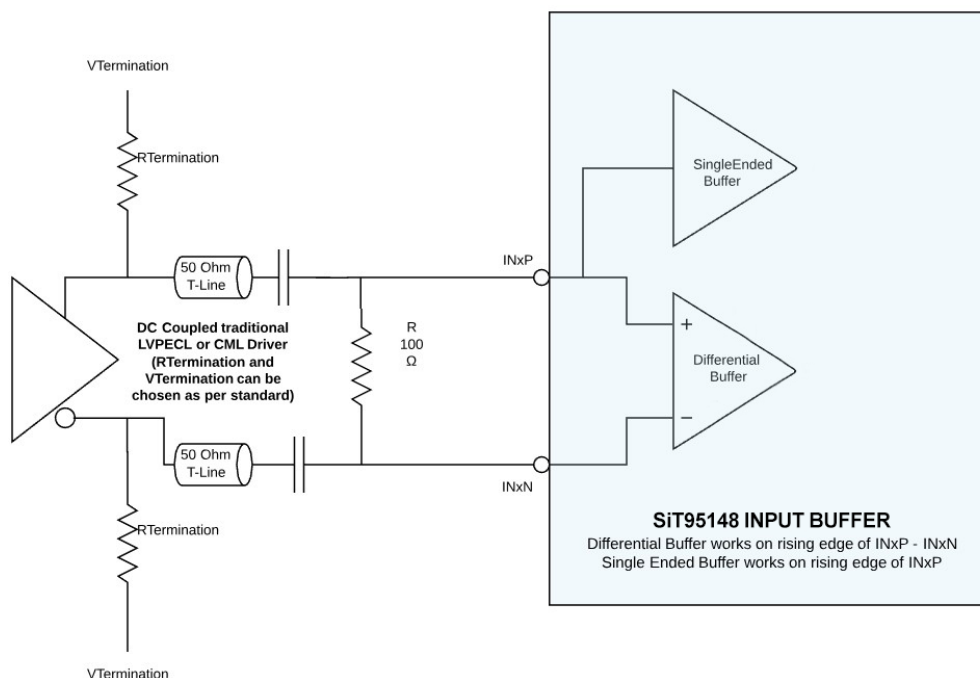 VTermination
RTermination
SingleEnded
Buffer
INxP
50 Ohm
T-Line
DC Coupled traditional
LVPECL or CML Driver
(RTermination and
VTermination can be
chosen as per standard)
R
100
Ω
+
Differential
Buffer
−
50 Ohm
T-Line
INxN
RTermination
SiT95148 INPUT BUFFER
Differential Buffer works on rising edge of INxP - INxN
Single Ended Buffer works on rising edge of INxP
VTermination